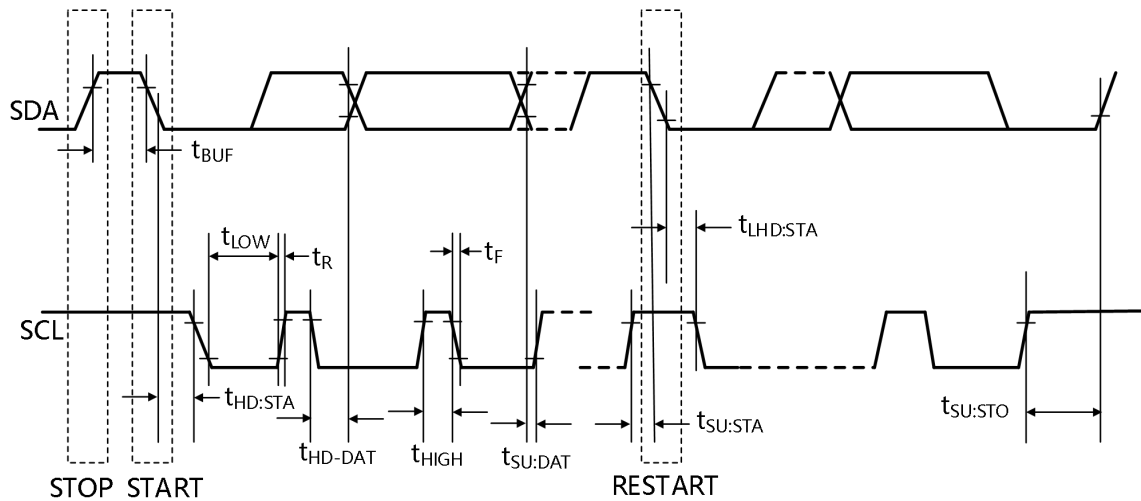 SDA
tBUF
tLOW
tR
tF
tLHD:STA
SCL
tHD:STA
tHD-DAT
tHIGH
tSU:DAT
tSU:STA
tSU:STO
STOP
START
RESTART